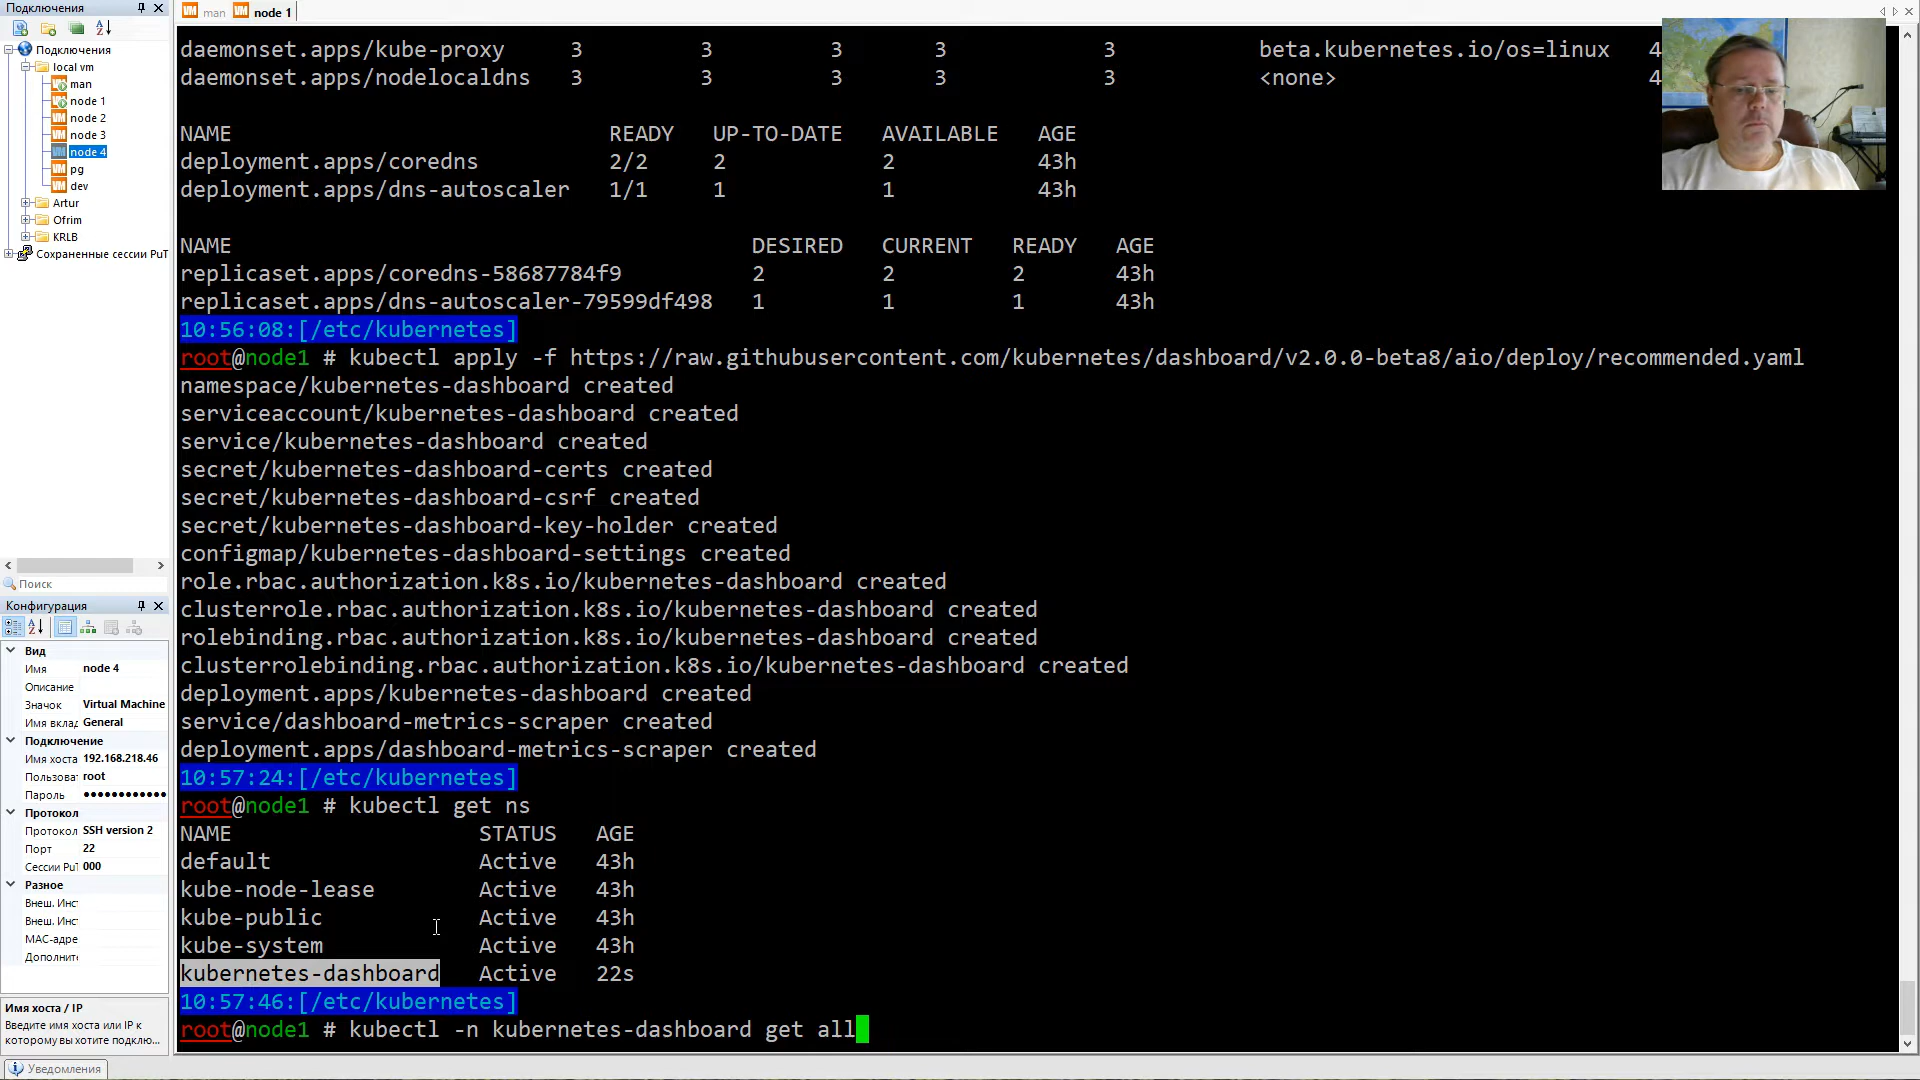 Подключения
Подключения
local vm
man
node 1
node 2
node 3
node 4
pg
dev
Artur
Ofrim
KRLB
Сохраненные сессии PuT
Поиск
Конфигурация
Вид
Имя node 4
Описание
Значок Virtual Machine
Имя вклад General
Подключение
Имя хоста 192.168.218.46
Пользоват root
Пароль ●●●●●●●●●●●●
Протокол
Протокол SSH version 2
Порт 22
Сессии PuT 000
Разное
Внеш. Инс
Внеш. Инс
MAC-адре
Дополните
Имя хоста / IP
Введите имя хоста или IP к
которому вы хотите подклю...
Уведомления
man node 1
daemonset.apps/kube-proxy 3 3 3 3 3 beta.kubernetes.io/os=linux 4
daemonset.apps/nodelocaldns 3 3 3 3 3 <none> 4
NAME READY UP-TO-DATE AVAILABLE AGE
deployment.apps/coredns 2/2 2 2 43h
deployment.apps/dns-autoscaler 1/1 1 1 43h
NAME DESIRED CURRENT READY AGE
replicaset.apps/coredns-58687784f9 2 2 2 43h
replicaset.apps/dns-autoscaler-79599df498 1 1 1 43h
10:56:08:[/etc/kubernetes]
root@node1 # kubectl apply -f https://raw.githubusercontent.com/kubernetes/dashboard/v2.0.0-beta8/aio/deploy/recommended.yaml
namespace/kubernetes-dashboard created
serviceaccount/kubernetes-dashboard created
service/kubernetes-dashboard created
secret/kubernetes-dashboard-certs created
secret/kubernetes-dashboard-csrf created
secret/kubernetes-dashboard-key-holder created
configmap/kubernetes-dashboard-settings created
role.rbac.authorization.k8s.io/kubernetes-dashboard created
clusterrole.rbac.authorization.k8s.io/kubernetes-dashboard created
rolebinding.rbac.authorization.k8s.io/kubernetes-dashboard created
clusterrolebinding.rbac.authorization.k8s.io/kubernetes-dashboard created
deployment.apps/kubernetes-dashboard created
service/dashboard-metrics-scraper created
deployment.apps/dashboard-metrics-scraper created
10:57:24:[/etc/kubernetes]
root@node1 # kubectl get ns
NAME STATUS AGE
default Active 43h
kube-node-lease Active 43h
kube-public Active 43h
kube-system Active 43h
kubernetes-dashboard Active 22s
10:57:46:[/etc/kubernetes]
root@node1 # kubectl -n kubernetes-dashboard get all